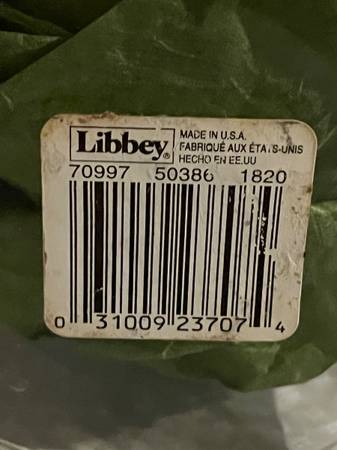 Libbey®
MADE IN U.S.A.
FABRIQUÉ AUX ÉTATS-UNIS
HECHO EN EE.UU
70997 50386 1820
0 31009 23707 4